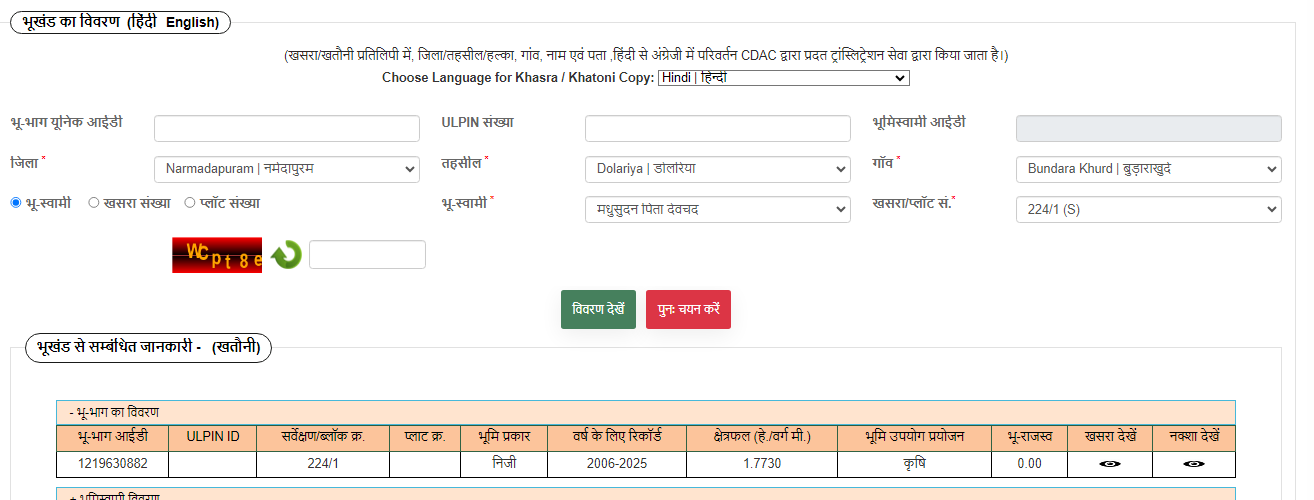 भूखंड का विवरण (हिंदी English)
(खसरा/खतौनी प्रतिलिपी में, जिला/तहसील/हल्का, गांव, नाम एवं पता ,हिंदी से अंग्रेजी में परिवर्तन CDAC द्वारा प्रदत ट्रांस्लिट्रेशन सेवा द्वारा किया जाता है।)
Choose Language for Khasra / Khatoni Copy: Hindi | हिन्दी
भू-भाग यूनिक आईडी ULPIN संख्या भूमिस्वामी आईडी
जिला * Narmadapuram | नर्मदापुरम तहसील * Dolariya | डोलरिया गाँव * Bundara Khurd | बुड़ाराखुर्द
भू-स्वामी खसरा संख्या प्लॉट संख्या भू-स्वामी * मधुसुदन पिता देवचद खसरा/प्लॉट सं.* 224/1 (S)
WCpt8e
विवरण देखें पुनः चयन करें
भूखंड से सम्बंधित जानकारी - (खतौनी)
- भू-भाग का विवरण
भू-भाग आईडी ULPIN ID सर्वेक्षण/ब्लॉक क्र. प्लाट क्र. भूमि प्रकार वर्ष के लिए रिकॉर्ड क्षेत्रफल (हे./वर्ग मी.) भूमि उपयोग प्रयोजन भू-राजस्व खसरा देखें नक्शा देखें
1219630882 224/1 निजी 2006-2025 1.7730 कृषि 0.00
+ भूमिस्वामी विवरण